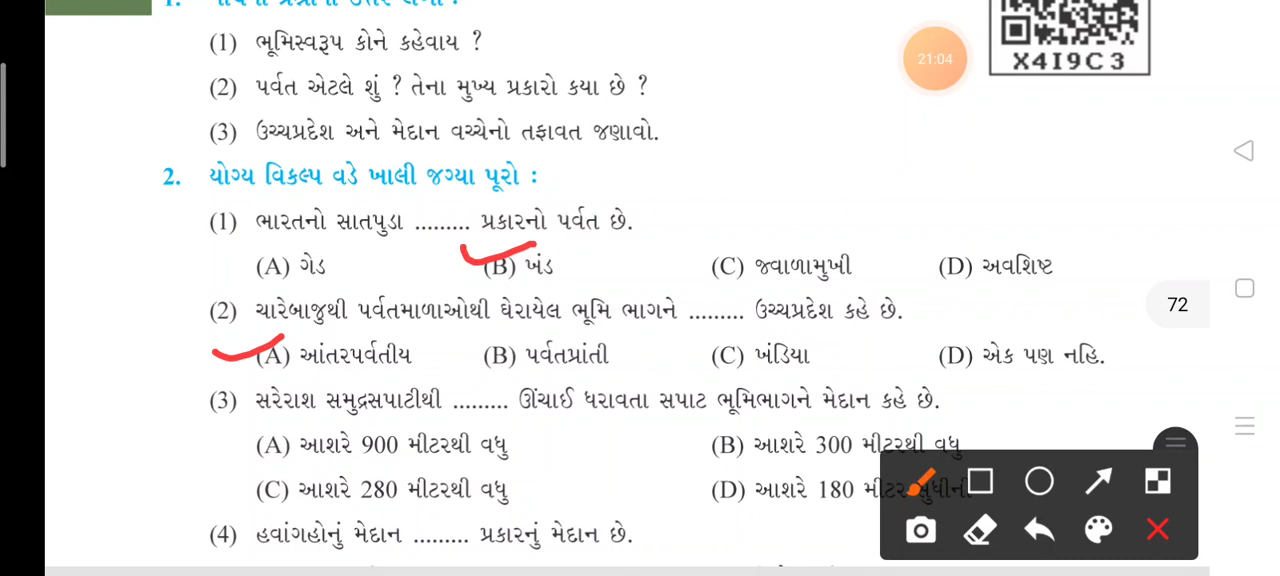 (1) ભૂમિસ્વરૂપ કોને કહેવાય ?
21:04
X4I9C3
(2) પર્વત એટલે શું ? તેના મુખ્ય પ્રકારો કયા છે ?
(3) ઉચ્ચપ્રદેશ અને મેદાન વચ્ચેનો તફાવત જણાવો.
2. યોગ્ય વિકલ્પ વડે ખાલી જગ્યા પૂરો :
(1) ભારતનો સાતપુડા ......... પ્રકારનો પર્વત છે.
(A) ગેડ (B) ખંડ (C) જ્વાળામુખી (D) અવશિષ્ટ
(2) ચારેબાજુથી પર્વતમાળાઓથી ઘેરાયેલ ભૂમિ ભાગને ......... ઉચ્ચપ્રદેશ કહે છે.
72
(A) આંતરપર્વતીય (B) પર્વતપ્રાંતી (C) ખંડિયા (D) એક પણ નહિ.
(3) સરેરાશ સમુદ્રસપાટીથી ......... ઊંચાઈ ધરાવતા સપાટ ભૂમિભાગને મેદાન કહે છે.
(A) આશરે 900 મીટરથી વધુ (B) આશરે 300 મીટરથી વધુ
(C) આશરે 280 મીટરથી વધુ (D) આશરે 180 મીટર સુધીની
(4) હવાંગહોનું મેદાન ......... પ્રકારનું મેદાન છે.